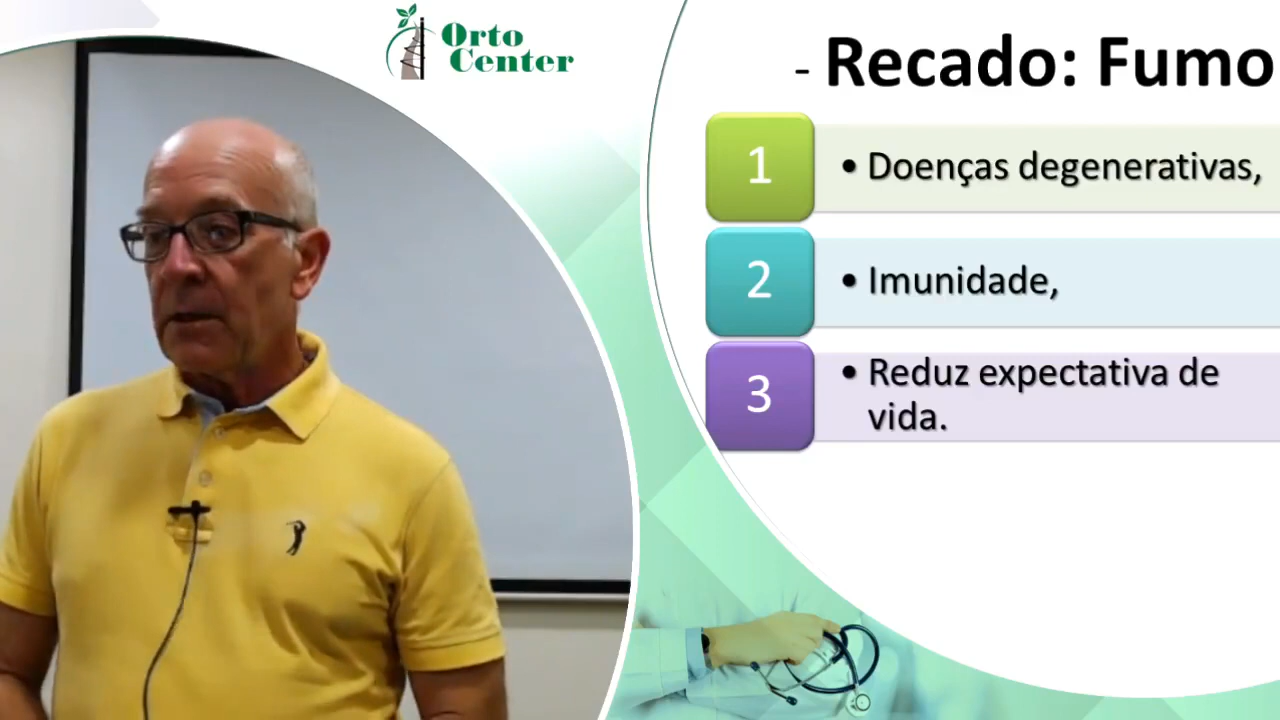 Orto
Center
- Recado: Fumo
1
• Doenças degenerativas,
2
• Imunidade,
3
• Reduz expectativa de
vida.